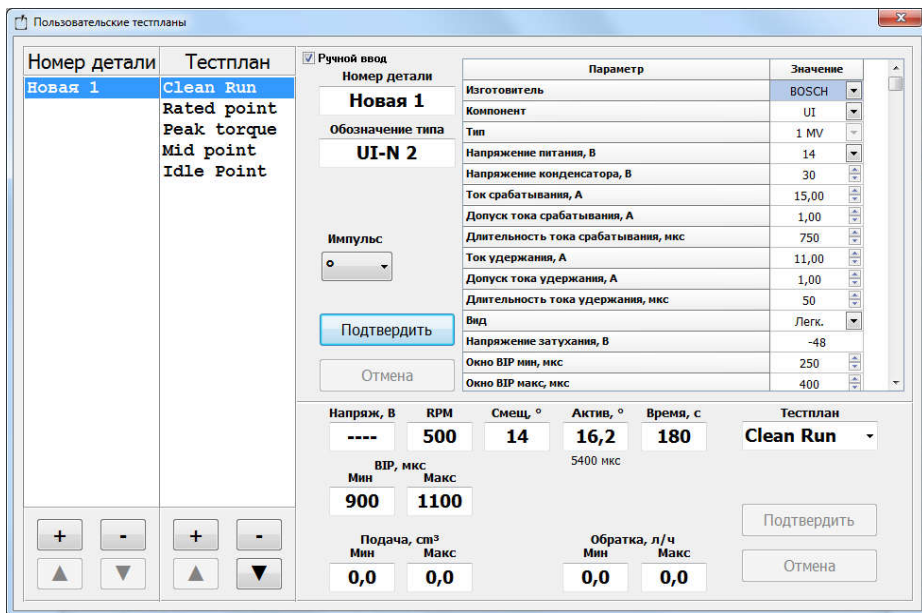 Пользовательские тестпланы
Номер детали
Тестплан
Новая 1
Clean Run
Rated point
Peak torque
Mid point
Idle Point
+
-
+
-
Ручной ввод
Номер детали
Новая 1
Обозначение типа
UI-N 2
Импульс
°
Подтвердить
Отмена
Параметр Значение
Изготовитель BOSCH
Компонент UI
Тип 1 MV
Напряжение питания, В 14
Напряжение конденсатора, В 30
Ток срабатывания, А 15,00
Допуск тока срабатывания, А 1,00
Длительность тока срабатывания, мкс 750
Ток удержания, А 11,00
Допуск тока удержания, А 1,00
Длительность тока удержания, мкс 50
Вид Легк.
Напряжение затухания, В -48
Окно BIP мин, мкс 250
Окно BIP макс, мкс 400
Напряж, В RPM Смещ, ° Актив, ° Время, с Тестплан
---- 500 14 16,2 180 Clean Run
5400 мкс
BIP, мкс
Мин Макс
900 1100
Подача, cm³ Обратка, л/ч
Мин Макс Мин Макс
0,0 0,0 0,0 0,0
Подтвердить
Отмена